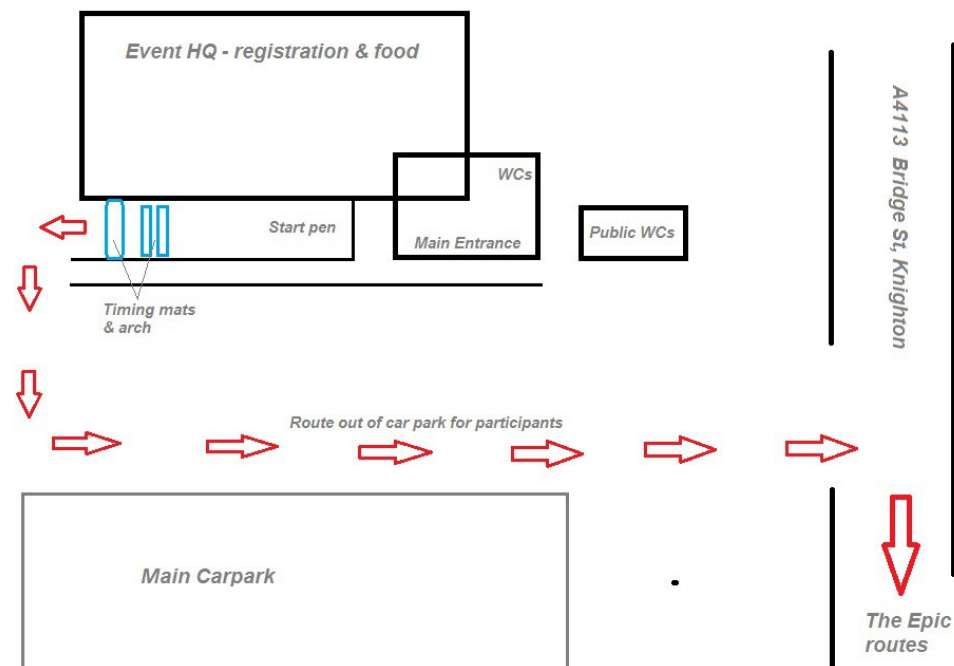 Event HQ - registration & food
WCs
Start pen
Main Entrance
Public WCs
A4113 Bridge St, Knighton
Timing mats
& arch
Route out of car park for participants
Main Carpark
The Epic
routes